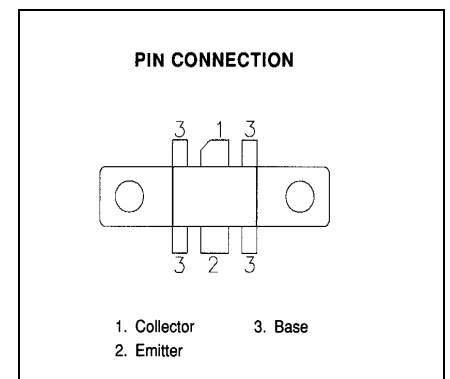 PIN CONNECTION
3 1 3
3 2 3
1. Collector 3. Base
2. Emitter